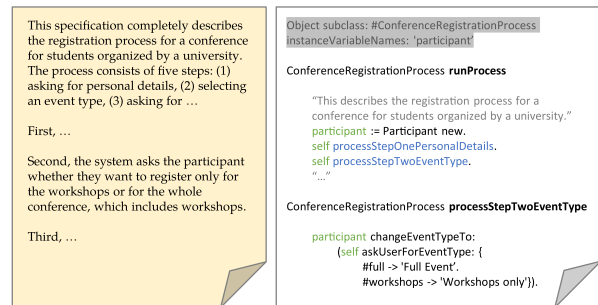 This specification completely describes
the registration process for a conference
for students organized by a university.
The process consists of five steps: (1)
asking for personal details, (2) selecting
an event type, (3) asking for …
First, …
Second, the system asks the participant
whether they want to register only for
the workshops or for the whole
conference, which includes workshops.
Third, …
Object subclass: #ConferenceRegistrationProcess
instanceVariableNames: 'participant'
ConferenceRegistrationProcess runProcess
“This describes the registration process for a
conference for students organized by a university.”
participant := Participant new.
self processStepOnePersonalDetails.
self processStepTwoEventType.
“…”
ConferenceRegistrationProcess processStepTwoEventType
participant changeEventTypeTo:
(self askUserForEventType: {
#full -> 'Full Event'.
#workshops -> 'Workshops only'}).